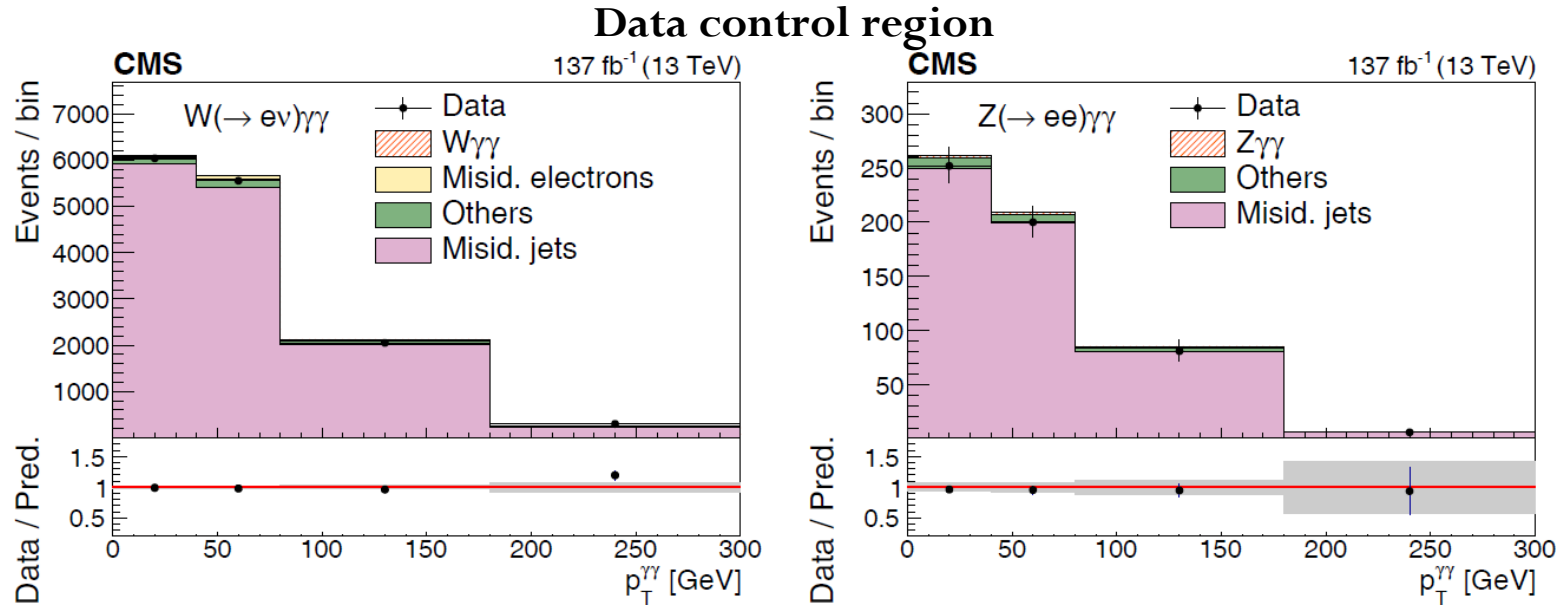 Data control region
CMS 137 fb⁻¹ (13 TeV)
Events / bin
7000
6000
5000
4000
3000
2000
1000
W(→ eν)γγ
Data
Wγγ
Misid. electrons
Others
Misid. jets
Data / Pred.
1.5
1
0.5
0 50 100 150 200 250 300
p_T^γγ [GeV]
CMS 137 fb⁻¹ (13 TeV)
Events / bin
300
250
200
150
100
50
Z(→ ee)γγ
Data
Zγγ
Others
Misid. jets
Data / Pred.
1.5
1
0.5
0 50 100 150 200 250 300
p_T^γγ [GeV]